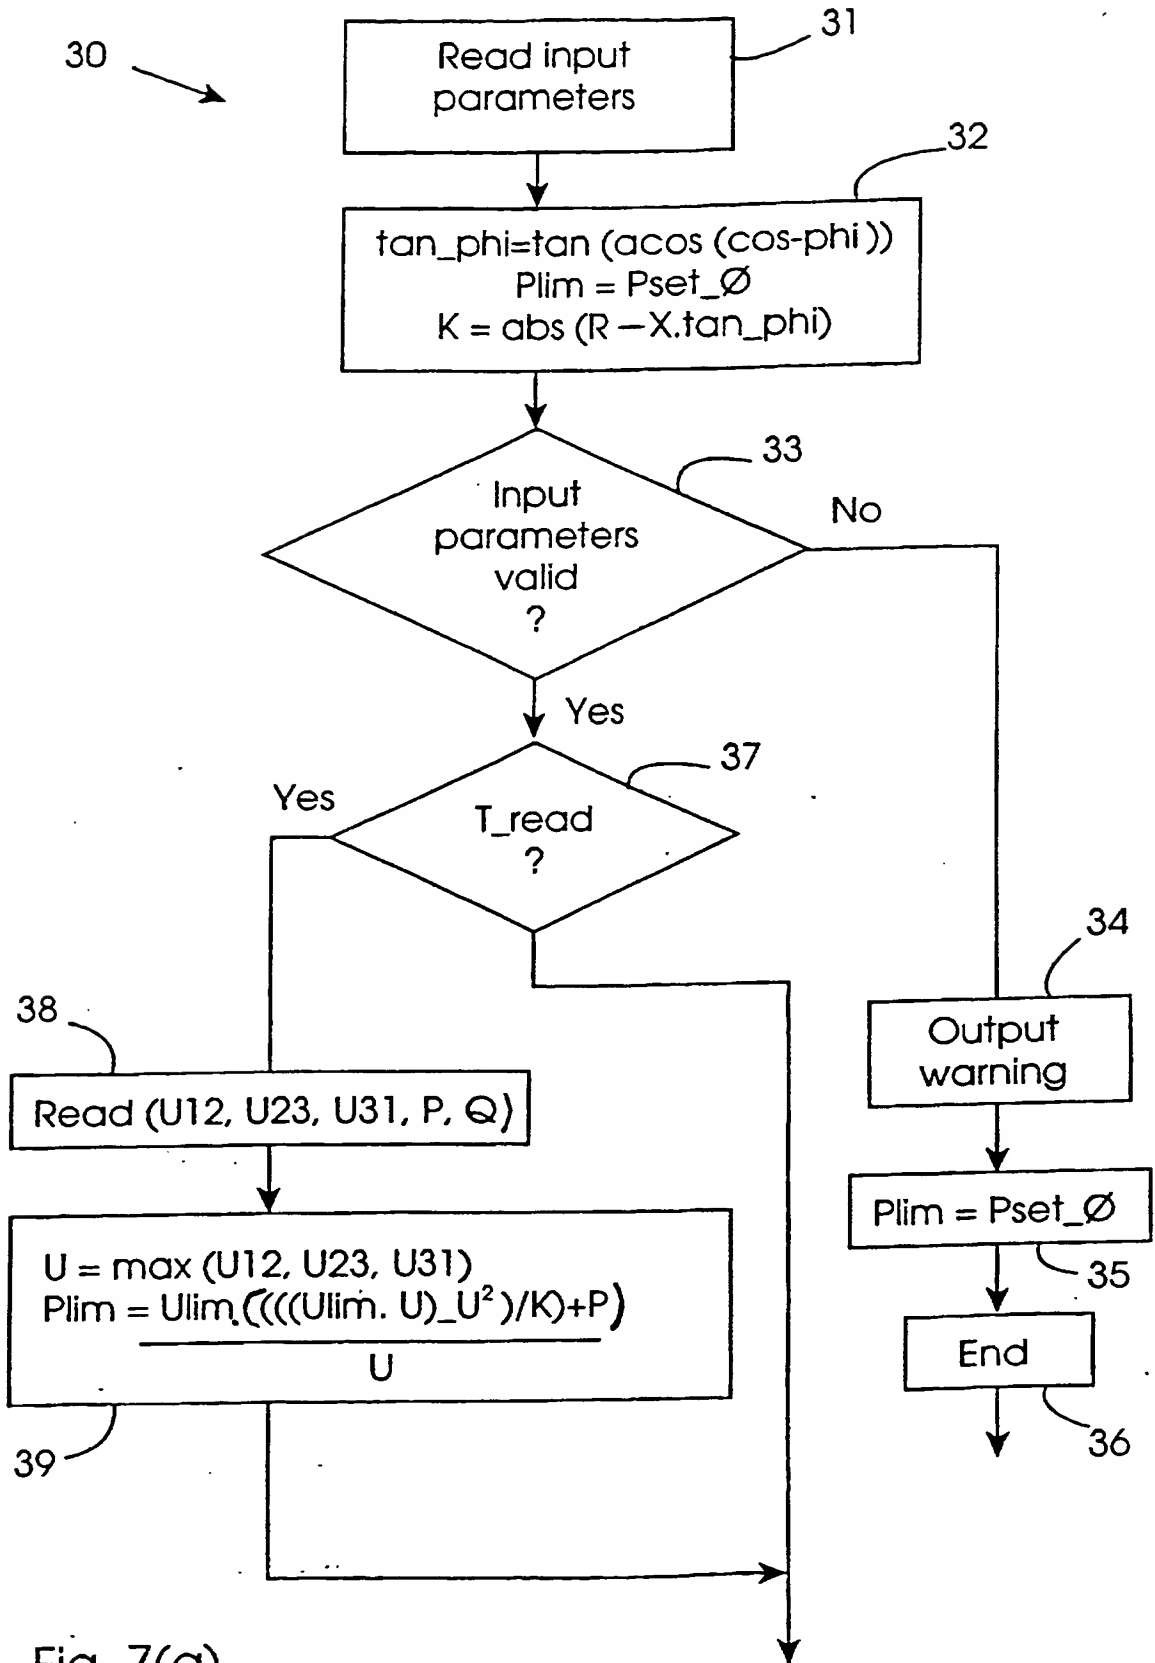 30
31
Read input
parameters
32
tan_phi=tan (acos (cos-phi))
Plim = Pset_Ø
K = abs (R – X.tan_phi)
33
Input
parameters
valid
?
No
Yes
37
Yes
T_read
?
34
Output
warning
38
Read (U12, U23, U31, P, Q)
Plim = Pset_Ø
35
U = max (U12, U23, U31)
Plim = Ulim.((((Ulim. U)_U²)/K)+P)
U
39
End
36
Fig. 7(a)